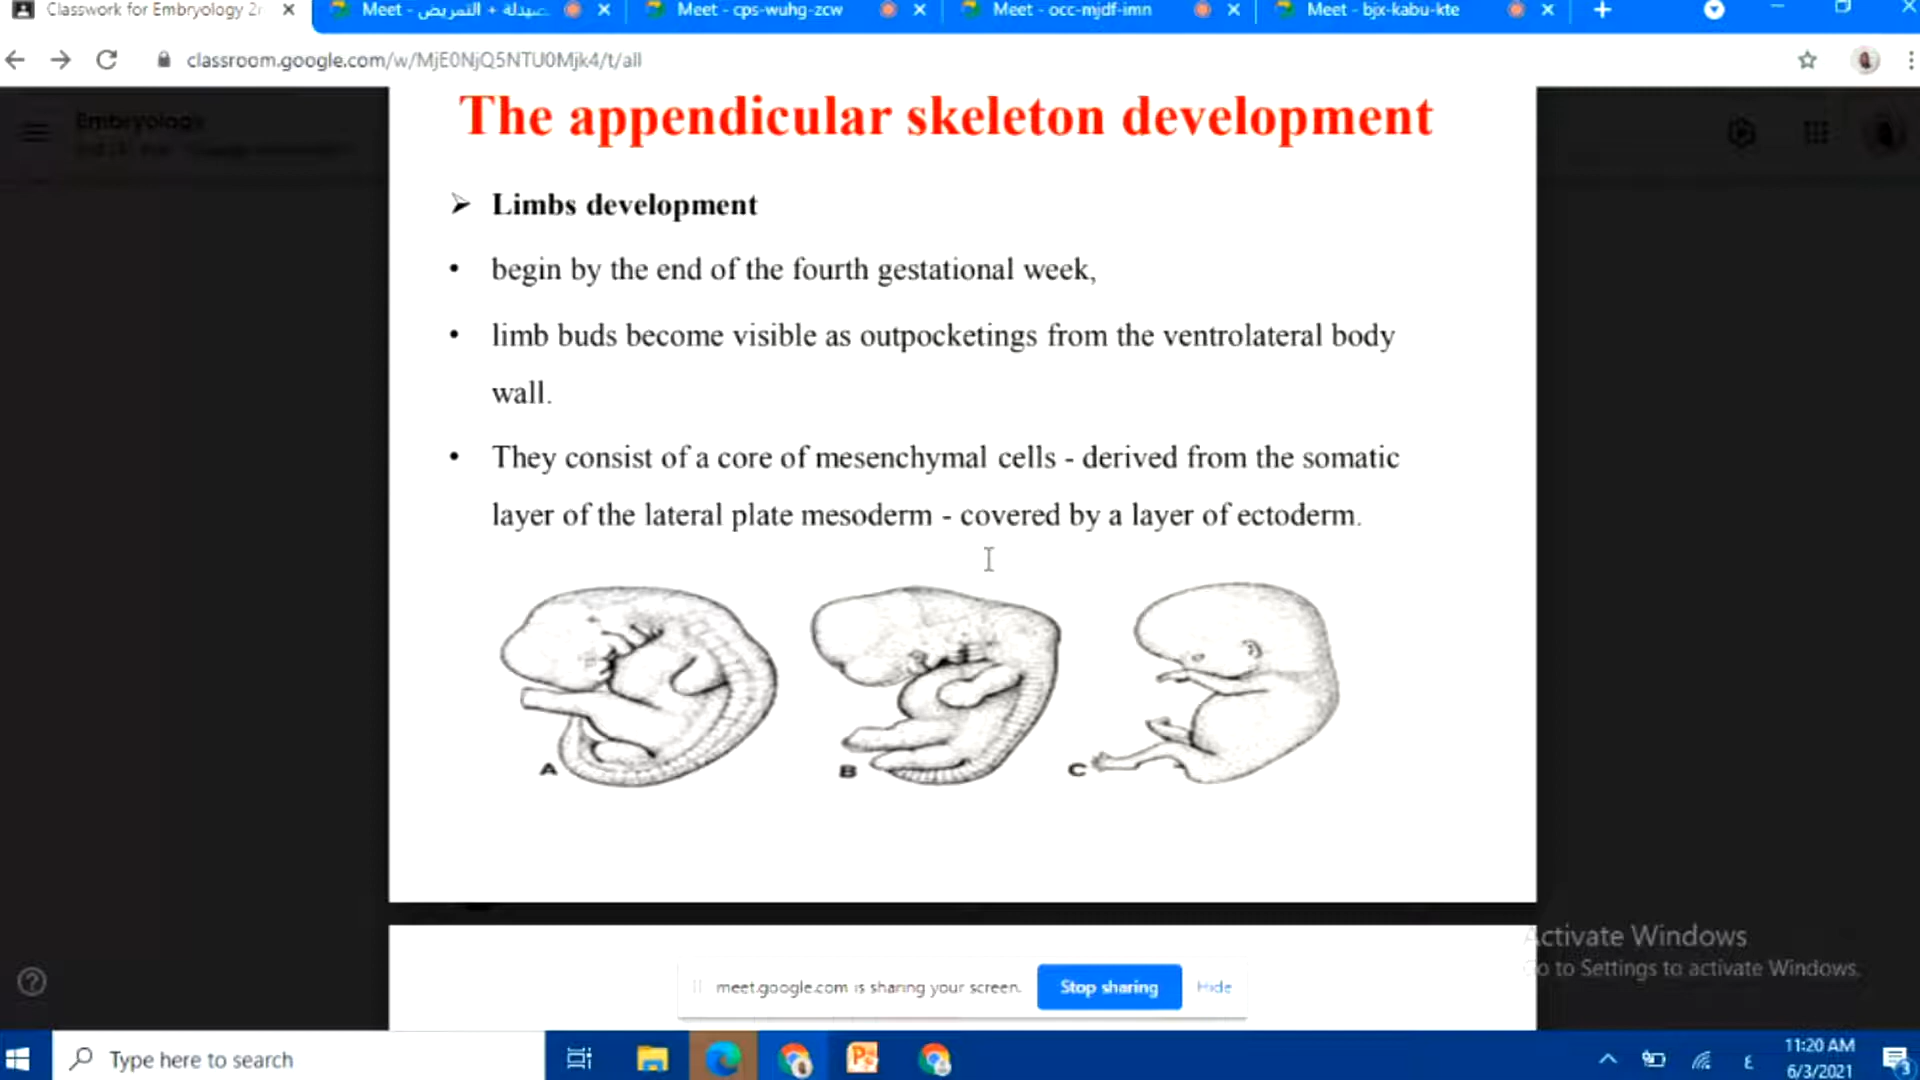 Classwork for Embryology 2
Meet - صيدلة + التمريض
Meet - cps-wuhg-zcw
Meet - occ-mjdf-imn
Meet - bjx-kabu-kte
classroom.google.com/w/MjE0NjQ5NTU0Mjk4/t/all
Embryology
The appendicular skeleton development
➢ Limbs development
• begin by the end of the fourth gestational week,
• limb buds become visible as outpocketings from the ventrolateral body
wall.
• They consist of a core of mesenchymal cells - derived from the somatic
layer of the lateral plate mesoderm - covered by a layer of ectoderm.
A
B
C
Activate Windows
Go to Settings to activate Windows.
meet.google.com is sharing your screen.
Stop sharing
Hide
Type here to search
ع
11:20 AM
6/3/2021
3